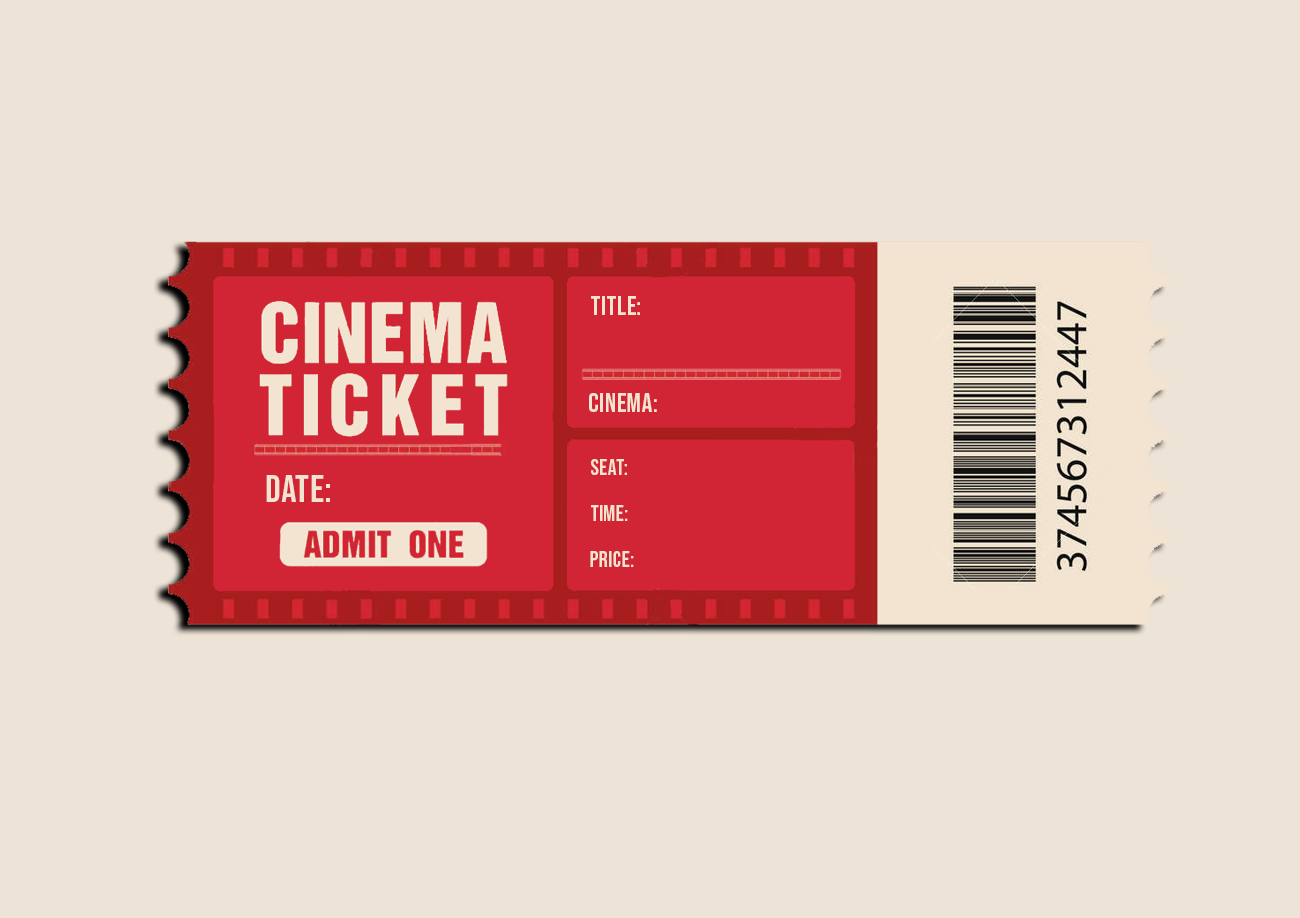 CINEMA
TICKET
DATE:
ADMIT ONE
TITLE:
CINEMA:
SEAT:
TIME:
PRICE:
374567312447